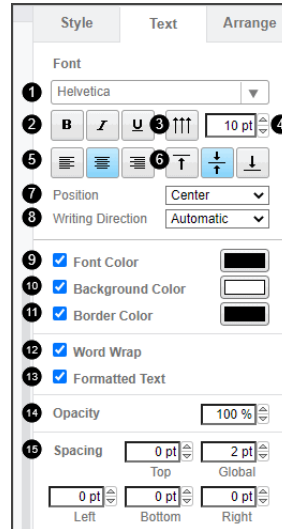 Style Text Arrange
Font
1 Helvetica
2 B I U 3 10 pt 4
5 6
7 Position Center
8 Writing Direction Automatic
9 Font Color
10 Background Color
11 Border Color
12 Word Wrap
13 Formatted Text
14 Opacity 100 %
15 Spacing 0 pt 2 pt
Top Global
0 pt 0 pt 0 pt
Left Bottom Right